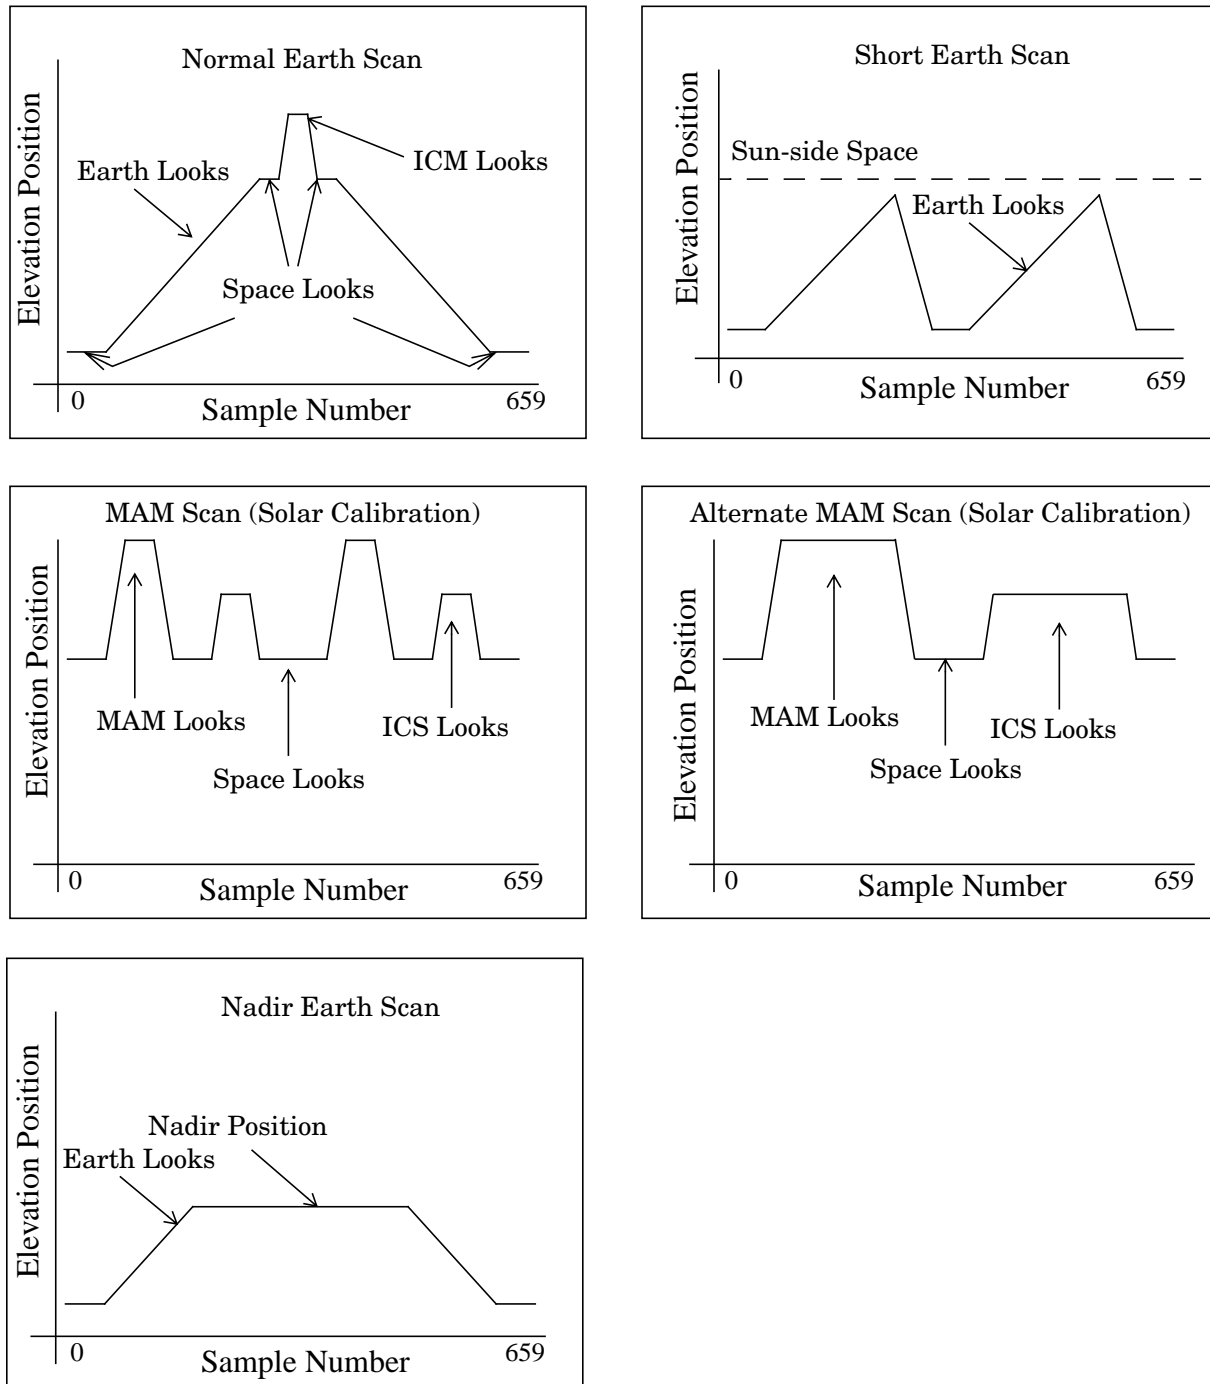 Normal Earth Scan
Elevation Position
Earth Looks
ICM Looks
Space Looks
0
659
Sample Number
Short Earth Scan
Elevation Position
Sun-side Space
Earth Looks
0
659
Sample Number
MAM Scan (Solar Calibration)
Elevation Position
MAM Looks
ICS Looks
Space Looks
0
659
Sample Number
Alternate MAM Scan (Solar Calibration)
Elevation Position
MAM Looks
ICS Looks
Space Looks
0
659
Sample Number
Nadir Earth Scan
Elevation Position
Nadir Position
Earth Looks
0
659
Sample Number